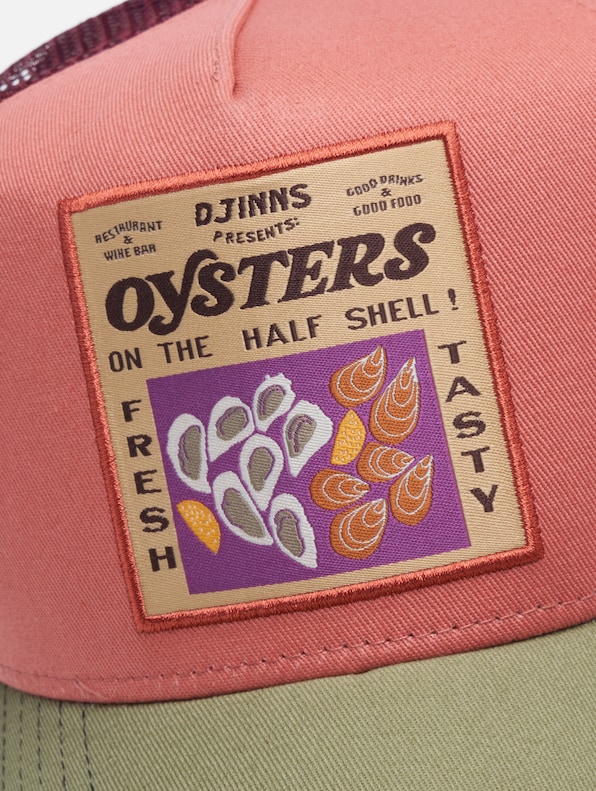 RESTAURANT
&
WINE BAR
DJINNS
PRESENTS:
GOOD DRINKS
&
GOOD FOOD
OYSTERS
ON THE HALF SHELL!
FRESH
TASTY